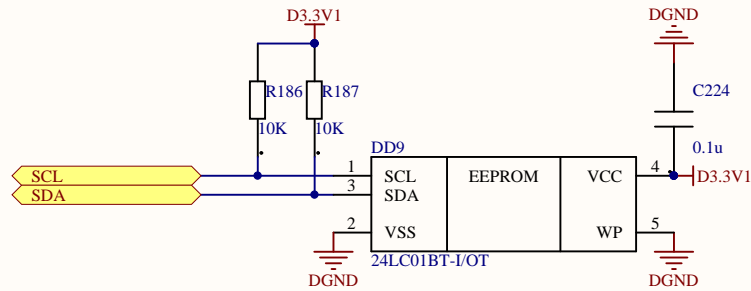 D3.3V1
DGND
R186
R187
C224
10K
10K
0.1u
DD9
SCL
1
SCL
EEPROM
VCC
4
D3.3V1
SDA
3
SDA
2
VSS
WP
5
DGND
24LC01BT-I/OT
DGND